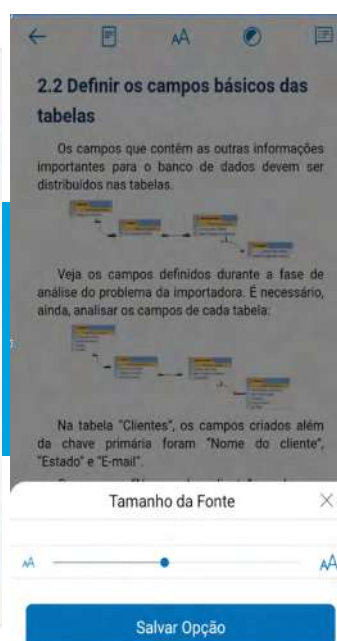 AA
2.2 Definir os campos básicos das
tabelas
Os campos que contêm as outras informações
importantes para o banco de dados devem ser
distribuídos nas tabelas.
Veja os campos definidos durante a fase de
análise do problema da importadora. É necessário,
ainda, analisar os campos de cada tabela:
Na tabela "Clientes", os campos criados além
da chave primária foram "Nome do cliente",
"Estado" e "E-mail".
Tamanho da Fonte
AA
AA
Salvar Opção